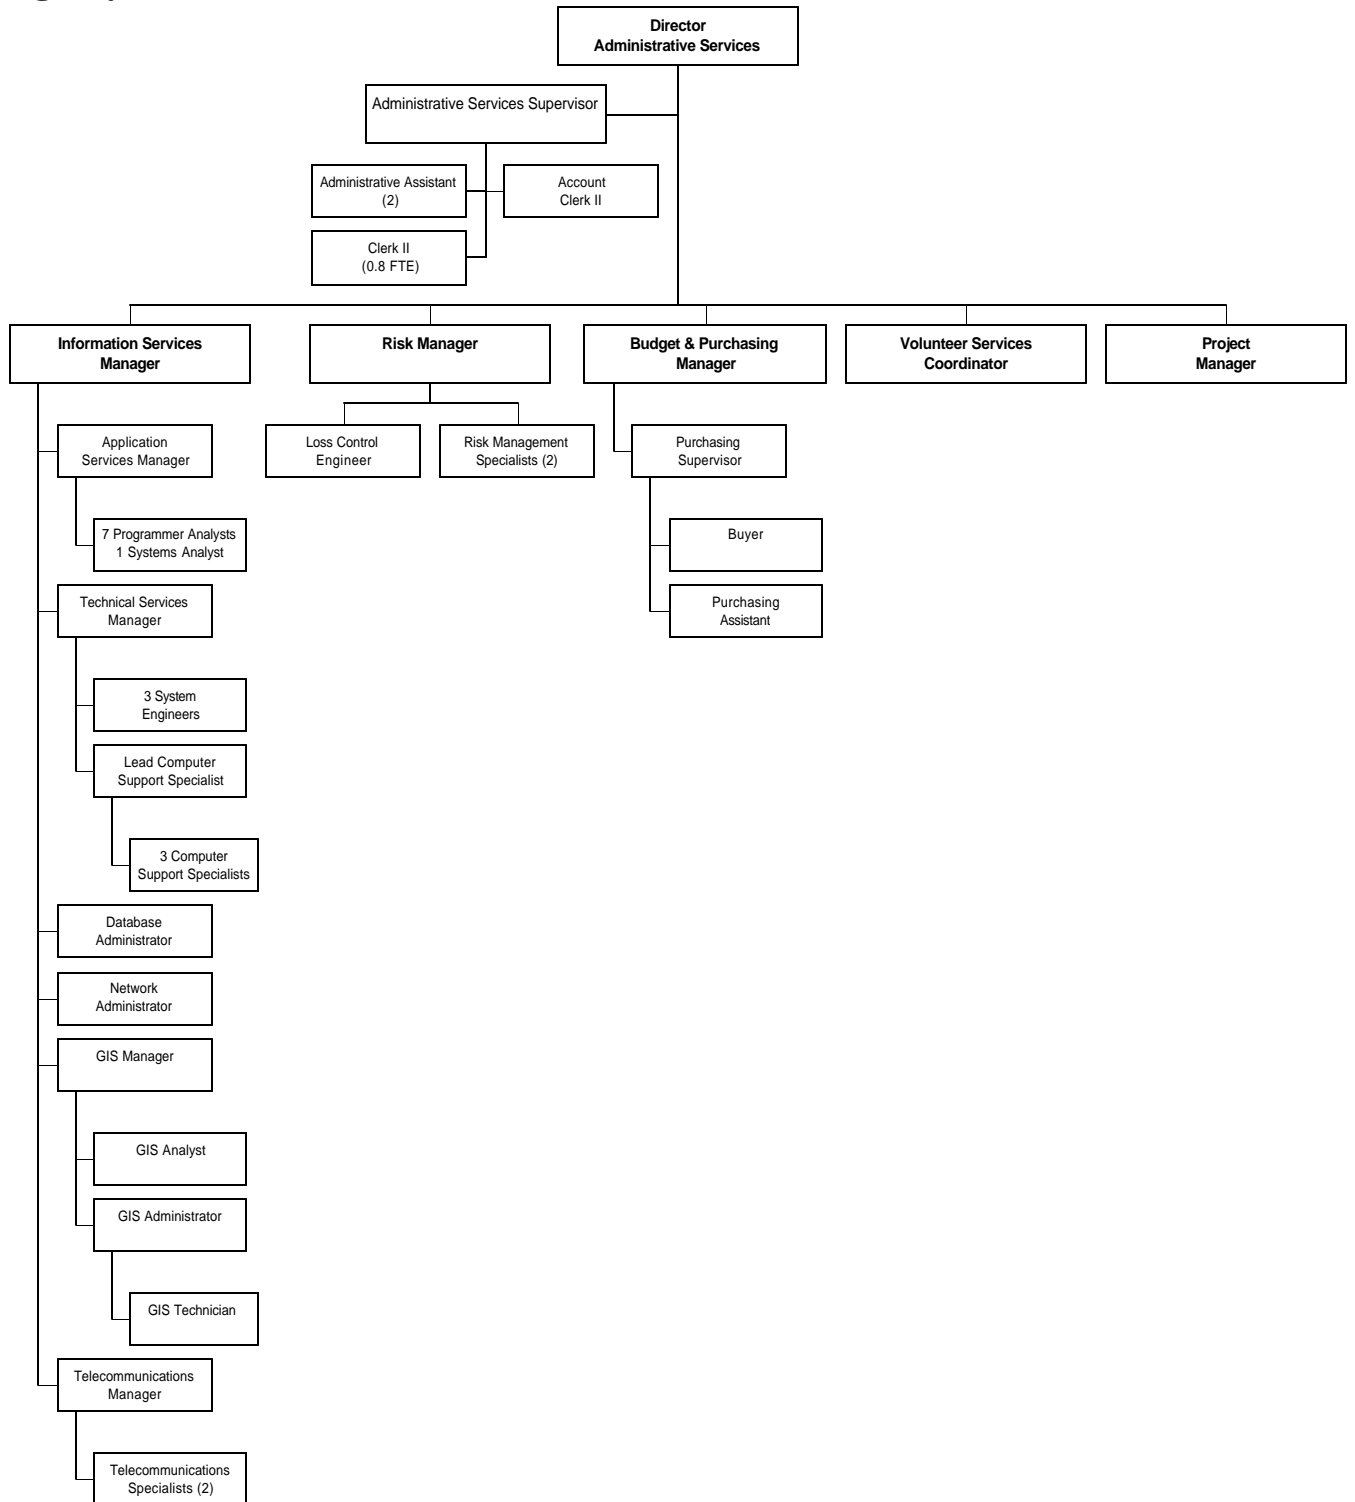 Director
Administrative Services
Administrative Services Supervisor
Administrative Assistant
(2)
Account
Clerk II
Clerk II
(0.8 FTE)
Information Services
Manager
Risk Manager
Budget & Purchasing
Manager
Volunteer Services
Coordinator
Project
Manager
Application
Services Manager
Loss Control
Engineer
Risk Management
Specialists (2)
Purchasing
Supervisor
7 Programmer Analysts
1 Systems Analyst
Buyer
Technical Services
Manager
Purchasing
Assistant
3 System
Engineers
Lead Computer
Support Specialist
3 Computer
Support Specialists
Database
Administrator
Network
Administrator
GIS Manager
GIS Analyst
GIS Administrator
GIS Technician
Telecommunications
Manager
Telecommunications
Specialists (2)